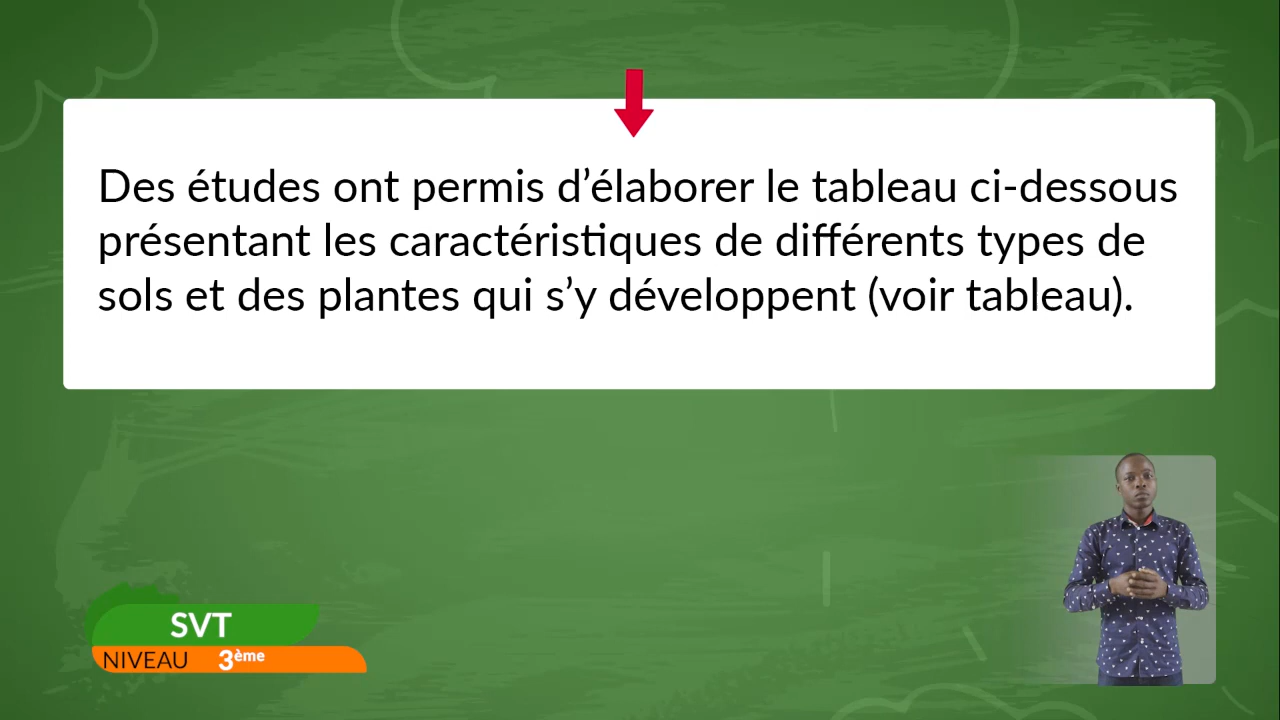 Des études ont permis d’élaborer le tableau ci-dessous
présentant les caractéristiques de différents types de
sols et des plantes qui s’y développent (voir tableau).
SVT
NIVEAU 3ème